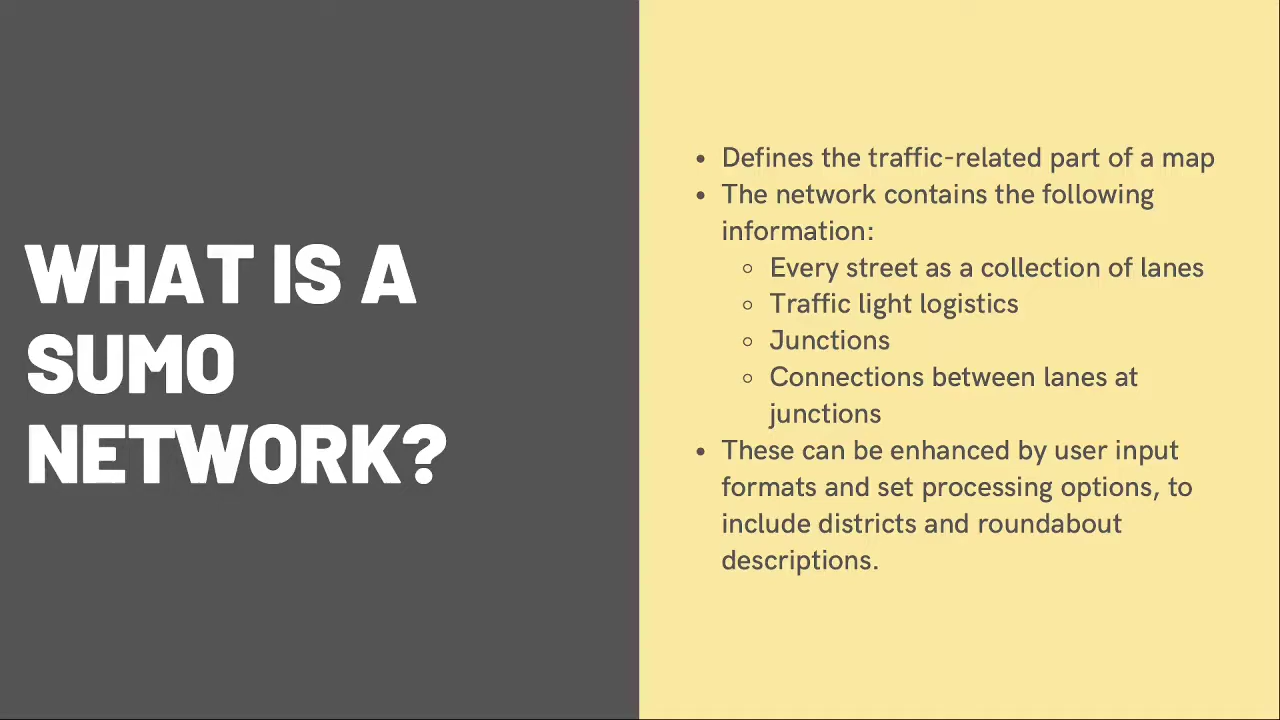 WHAT IS A
SUMO
NETWORK?
• Defines the traffic-related part of a map
• The network contains the following
information:
◦ Every street as a collection of lanes
◦ Traffic light logistics
◦ Junctions
◦ Connections between lanes at
junctions
• These can be enhanced by user input
formats and set processing options, to
include districts and roundabout
descriptions.